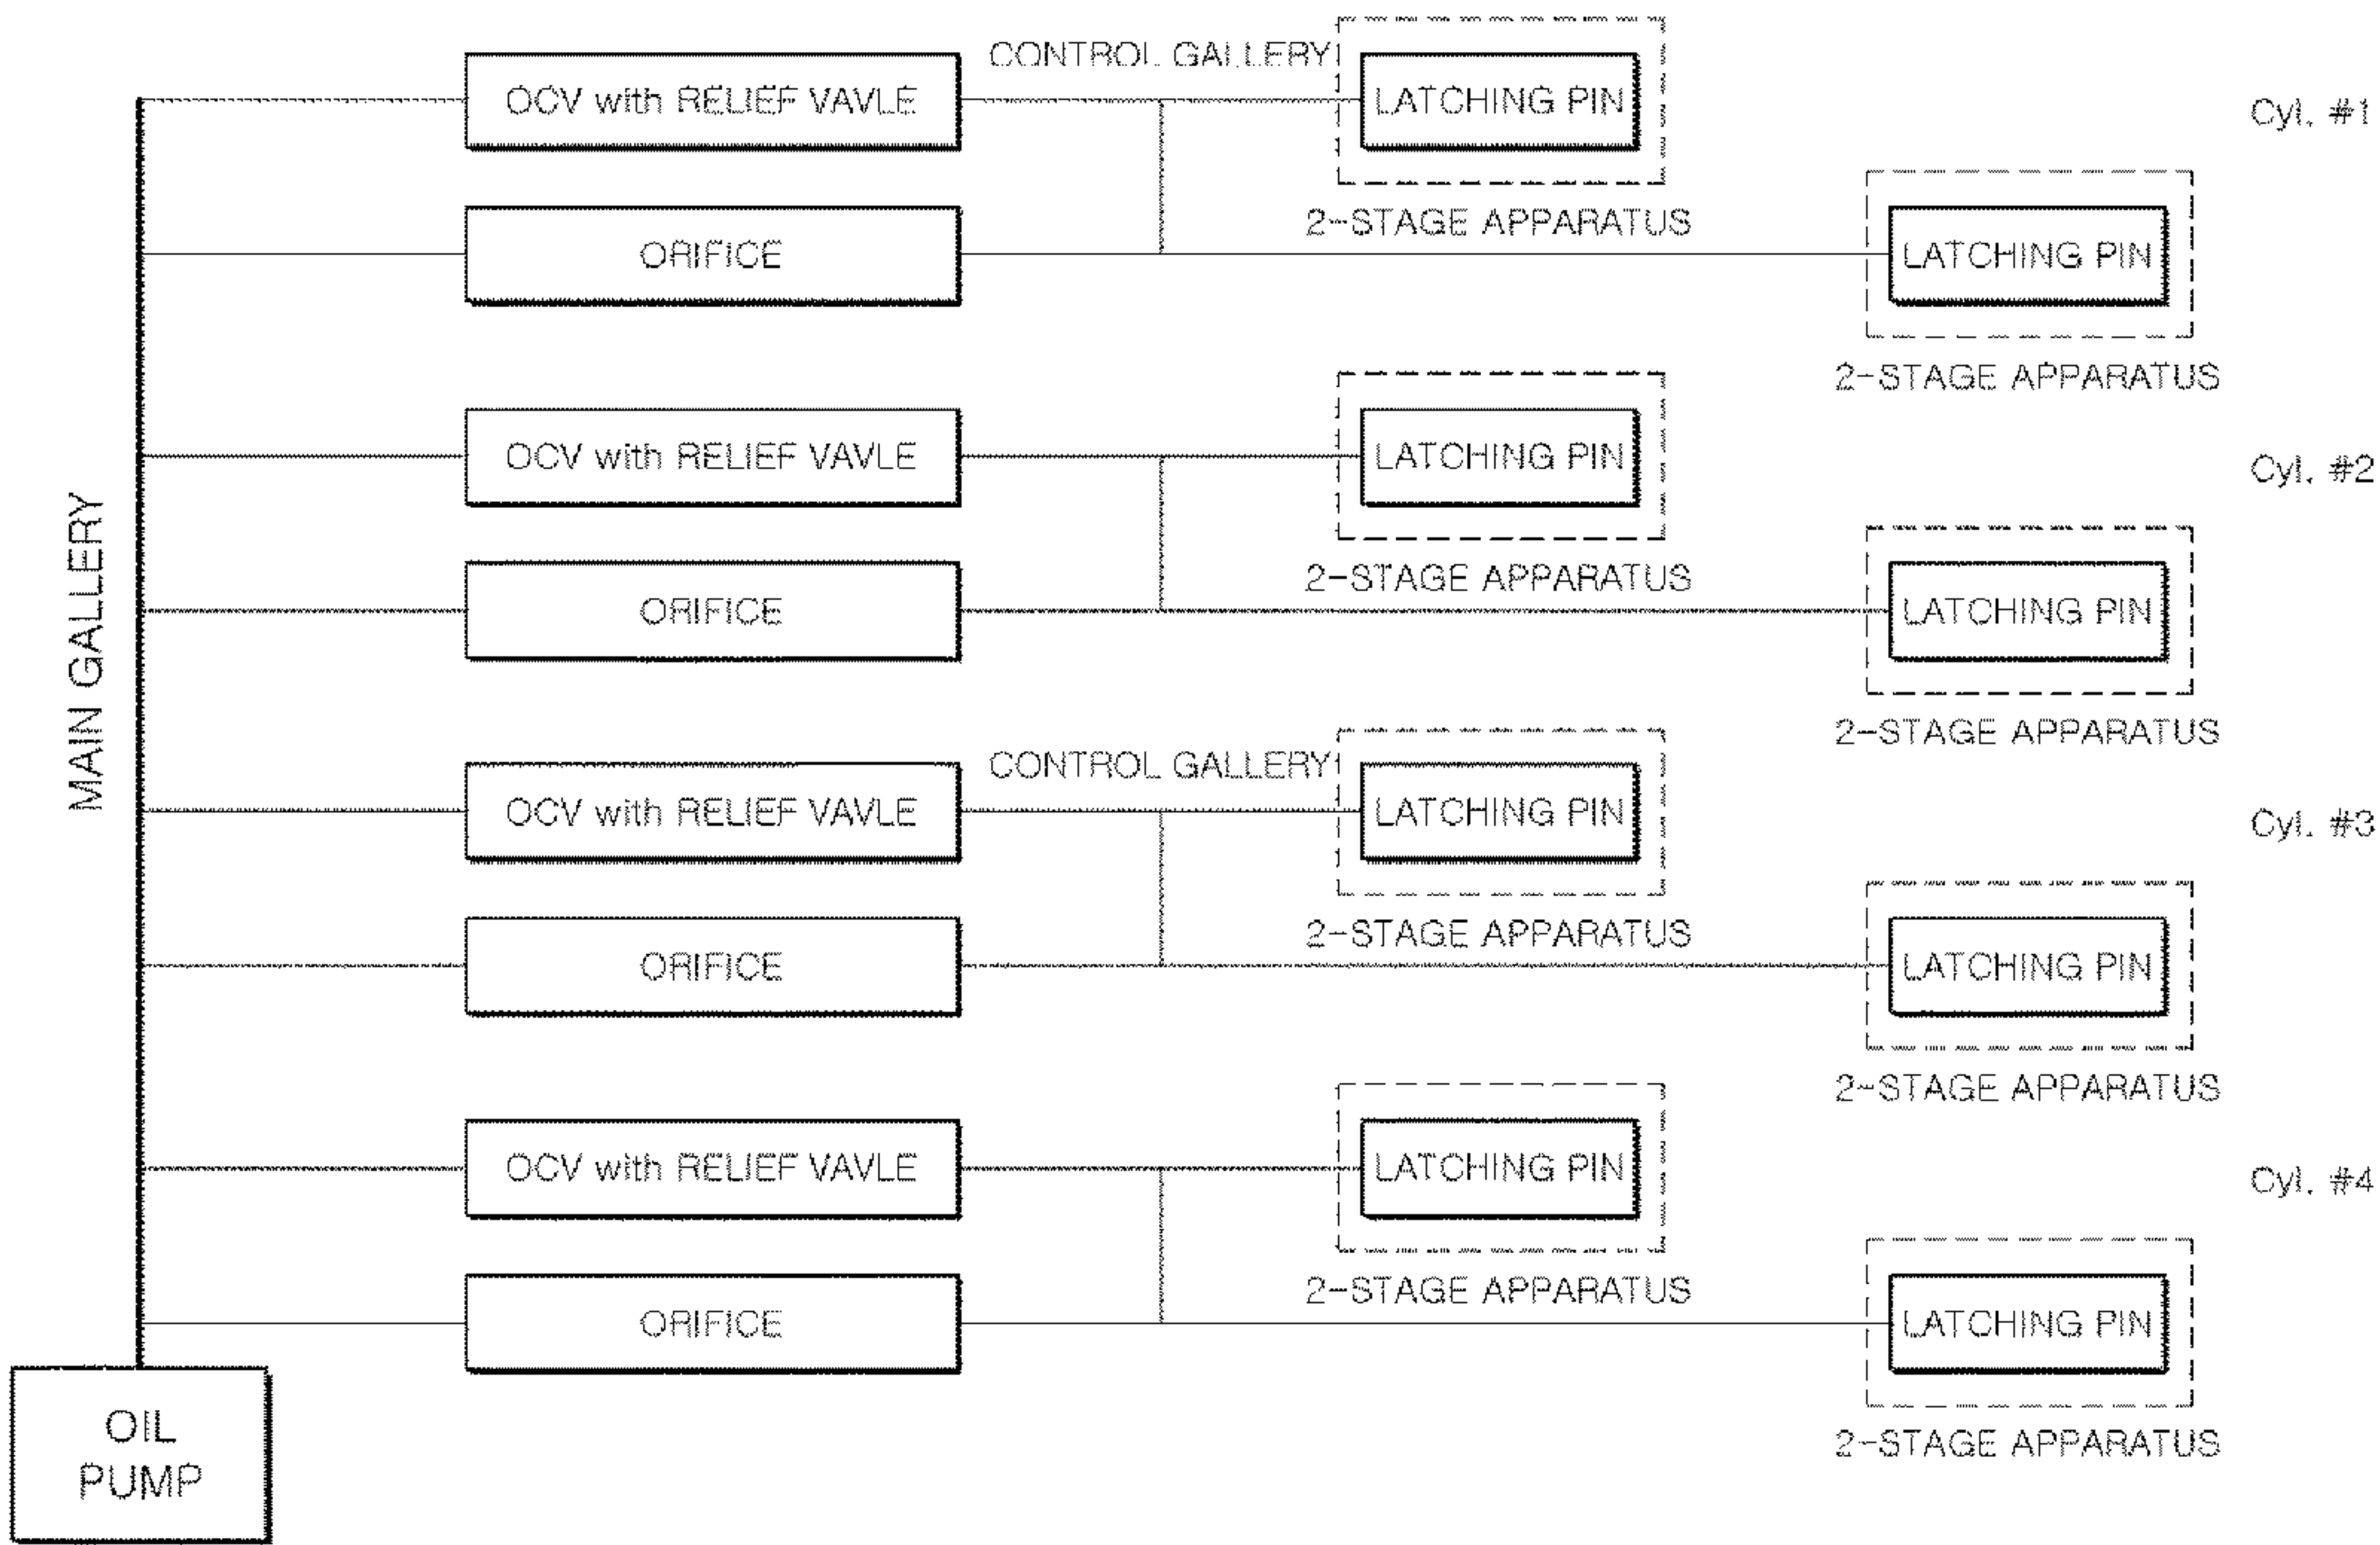 CONTROL GALLERY
OCV with RELIEF VAVLE
LATCHING PIN
Cyl. #1
2-STAGE APPARATUS
ORIFICE
LATCHING PIN
2-STAGE APPARATUS
OCV with RELIEF VAVLE
LATCHING PIN
Cyl. #2
2-STAGE APPARATUS
ORIFICE
LATCHING PIN
2-STAGE APPARATUS
MAIN GALLERY
CONTROL GALLERY
OCV with RELIEF VAVLE
LATCHING PIN
Cyl. #3
2-STAGE APPARATUS
ORIFICE
LATCHING PIN
2-STAGE APPARATUS
OCV with RELIEF VAVLE
LATCHING PIN
Cyl. #4
2-STAGE APPARATUS
ORIFICE
LATCHING PIN
2-STAGE APPARATUS
OIL
PUMP